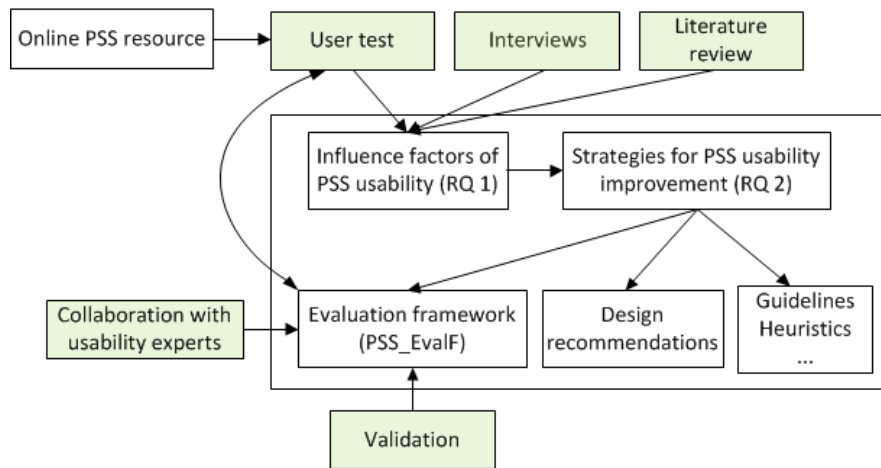 Online PSS resource
User test
Interviews
Literature
review
Influence factors of
PSS usability (RQ 1)
Strategies for PSS usability
improvement (RQ 2)
Collaboration with
usability experts
Evaluation framework
(PSS_EvalF)
Design
recommendations
Guidelines
Heuristics
...
Validation